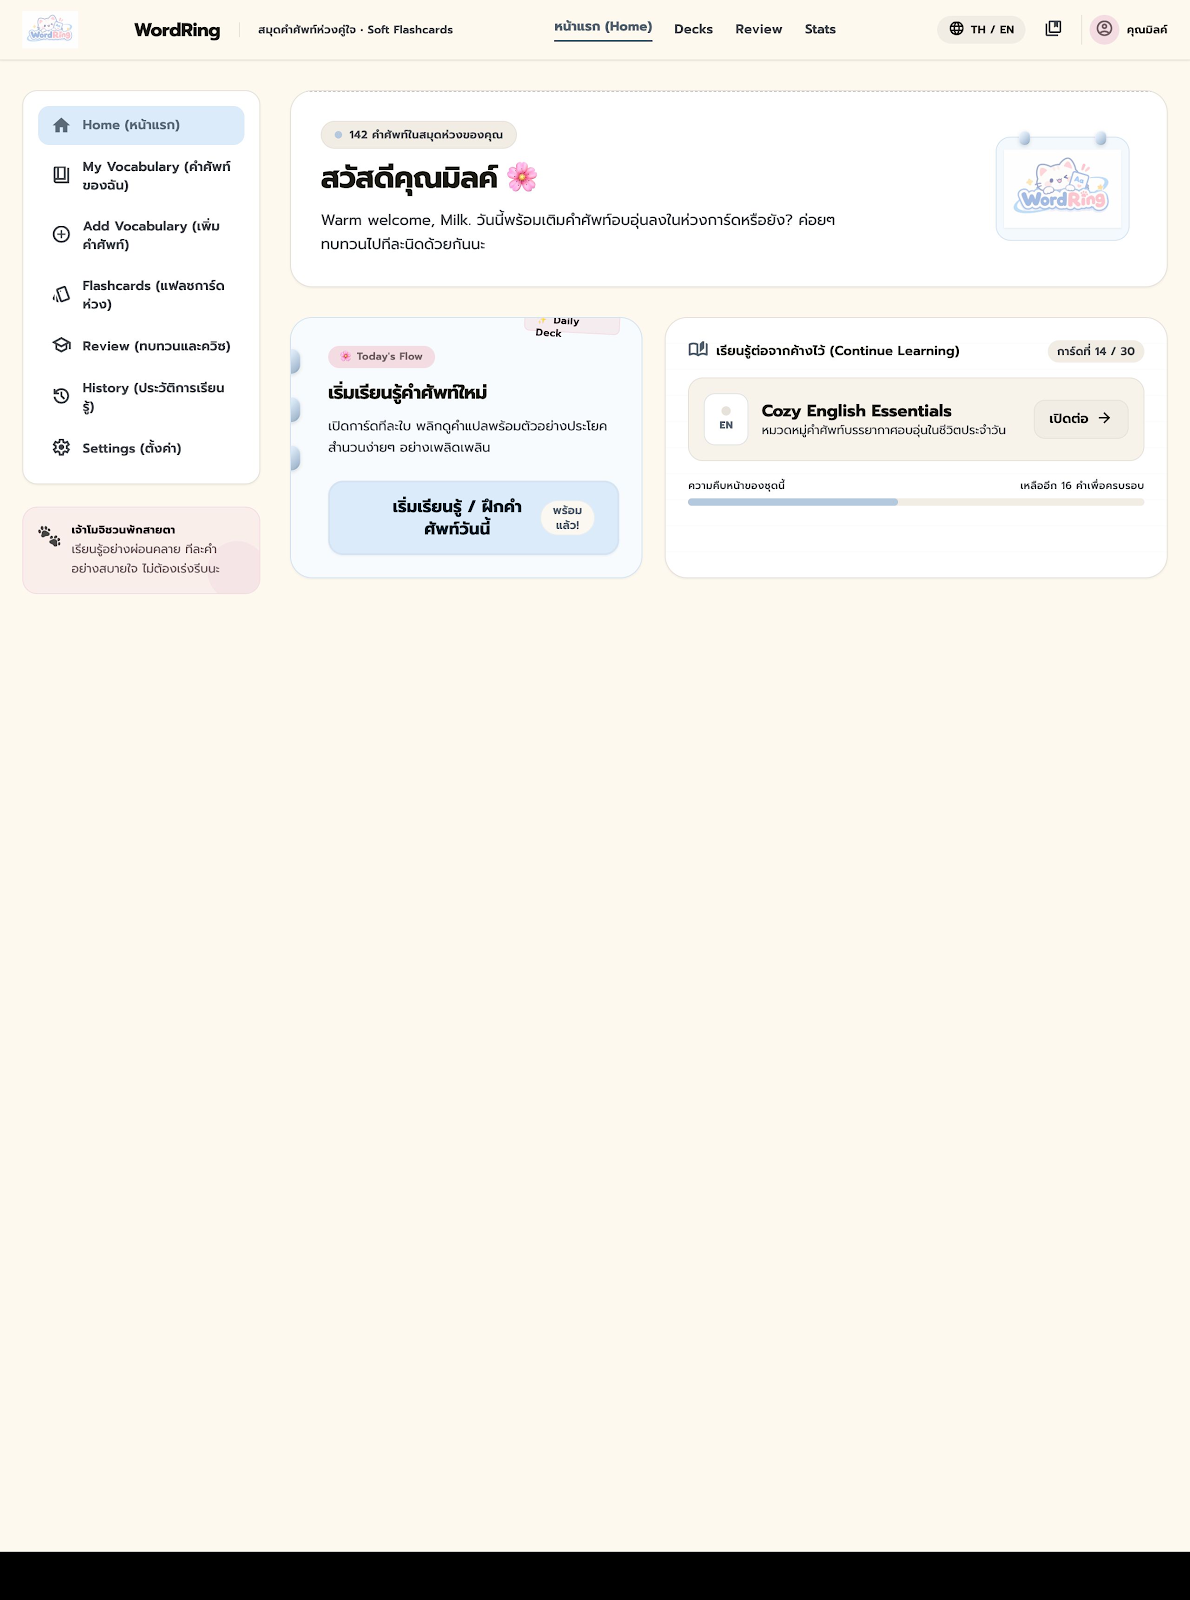 WordRing
WordRing
สมุดคำศัพท์ห่วงคู่ใจ · Soft Flashcards
หน้าแรก (Home)
Decks
Review
Stats
TH / EN
คุณมิลค์
Home (หน้าแรก)
My Vocabulary (คำศัพท์
ของฉัน)
Add Vocabulary (เพิ่ม
คำศัพท์)
Flashcards (แฟลชการ์ด
ห่วง)
Review (ทบทวนและควิซ)
History (ประวัติการเรียน
รู้)
Settings (ตั้งค่า)
เจ้าโมจิชวนพักสายตา
เรียนรู้อย่างผ่อนคลาย ทีละคำ
อย่างสบายใจ ไม่ต้องเร่งรีบนะ
142 คำศัพท์ในสมุดห่วงของคุณ
สวัสดีคุณมิลค์ 🌸
Warm welcome, Milk. วันนี้พร้อมเติมคำศัพท์อบอุ่นลงในห่วงการ์ดหรือยัง? ค่อยๆ
ทบทวนไปทีละนิดด้วยกันนะ
Aa
WordRing
✨ Daily
Deck
🌸 Today's Flow
เริ่มเรียนรู้คำศัพท์ใหม่
เปิดการ์ดทีละใบ พลิกดูคำแปลพร้อมตัวอย่างประโยค
สำนวนง่ายๆ อย่างเพลิดเพลิน
เริ่มเรียนรู้ / ฝึกคำ
ศัพท์วันนี้
พร้อม
แล้ว!
เรียนรู้ต่อจากค้างไว้ (Continue Learning)
การ์ดที่ 14 / 30
EN
Cozy English Essentials
หมวดหมู่คำศัพท์บรรยากาศอบอุ่นในชีวิตประจำวัน
เปิดต่อ →
ความคืบหน้าของชุดนี้
เหลืออีก 16 คำเพื่อครบรอบ